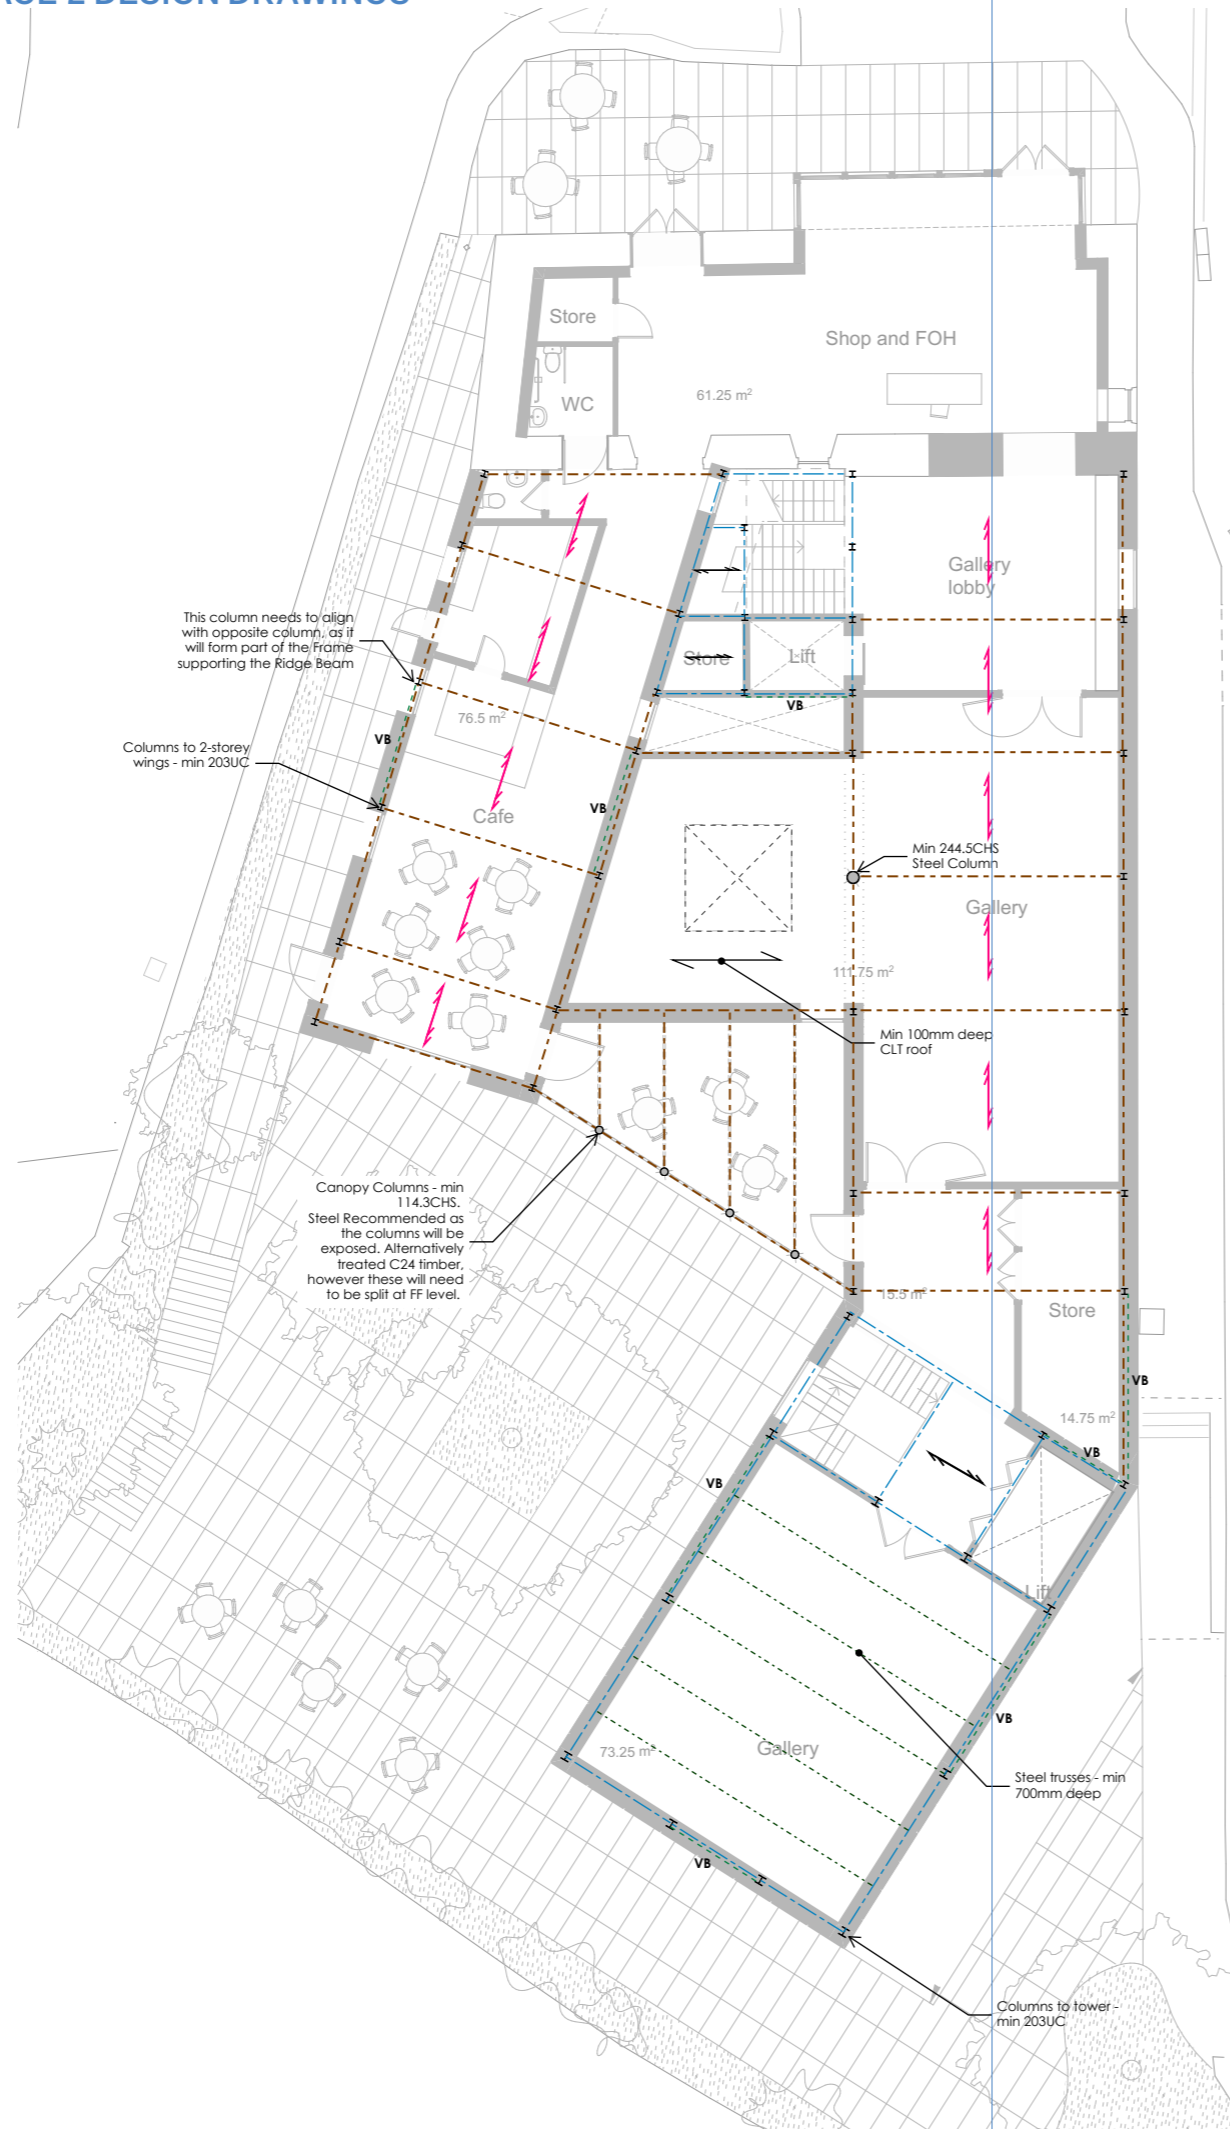 AGE 2 DESIGN DRAWINGS
Store
Shop and FOH
61.25 m²
WC
Gallery
lobby
This column needs to align
with opposite column, as it
will form part of the Frame
supporting the Ridge Beam
Store
Lift
VB
76.5 m²
VB
Columns to 2-storey
wings - min 203UC
VB
Cafe
Min 244.5CHS
Steel Column
Gallery
111.75 m²
Min 100mm deep
CLT roof
Canopy Columns - min
114.3CHS.
Steel Recommended as
the columns will be
exposed. Alternatively
treated C24 timber,
however these will need
to be split at FF level.
15.5 m²
Store
VB
14.75 m²
VB
VB
Lift
VB
73.25 m²
Gallery
Steel trusses - min
700mm deep
VB
Columns to tower -
min 203UC